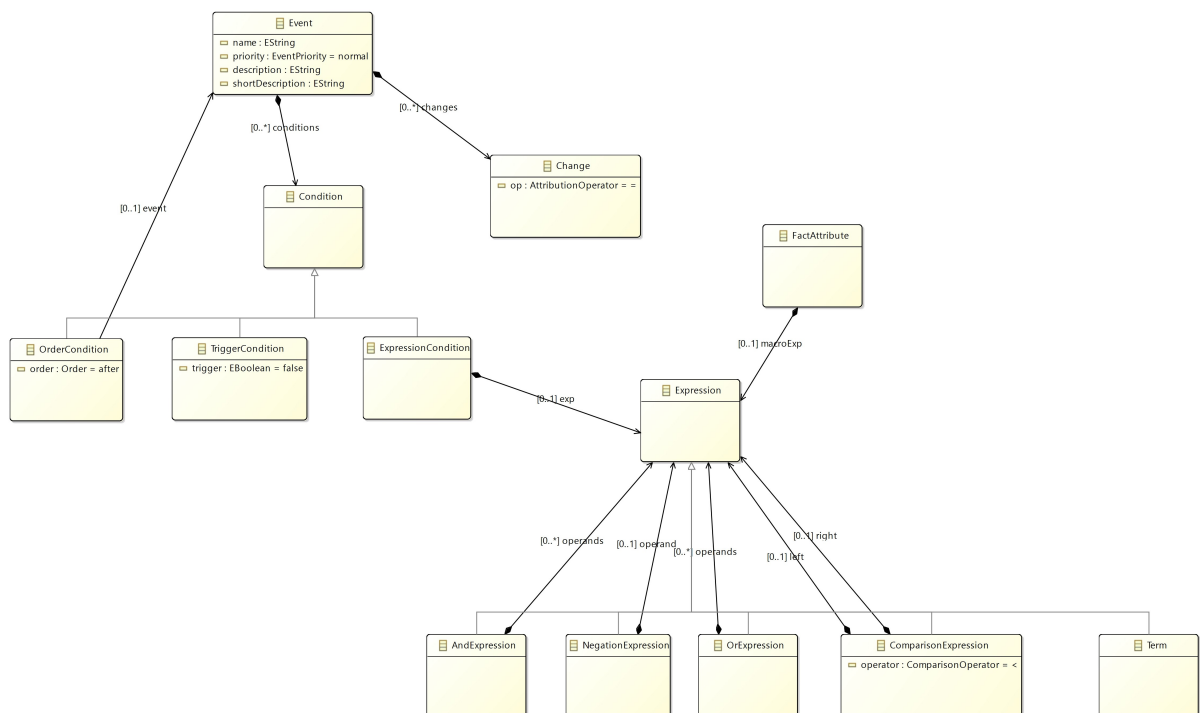 Event
name : EString
priority : EventPriority = normal
description : EString
shortDescription : EString
[0..*] changes
[0..*] conditions
Change
op : AttributionOperator = =
Condition
[0..1] event
FactAttribute
OrderCondition
order : Order = after
TriggerCondition
trigger : EBoolean = false
ExpressionCondition
[0..1] macroExp
[0..1] exp
Expression
[0..*] operands
[0..1] operand
[0..*] operands
[0..1] right
[0..1] left
AndExpression
NegationExpression
OrExpression
ComparisonExpression
operator : ComparisonOperator = <
Term